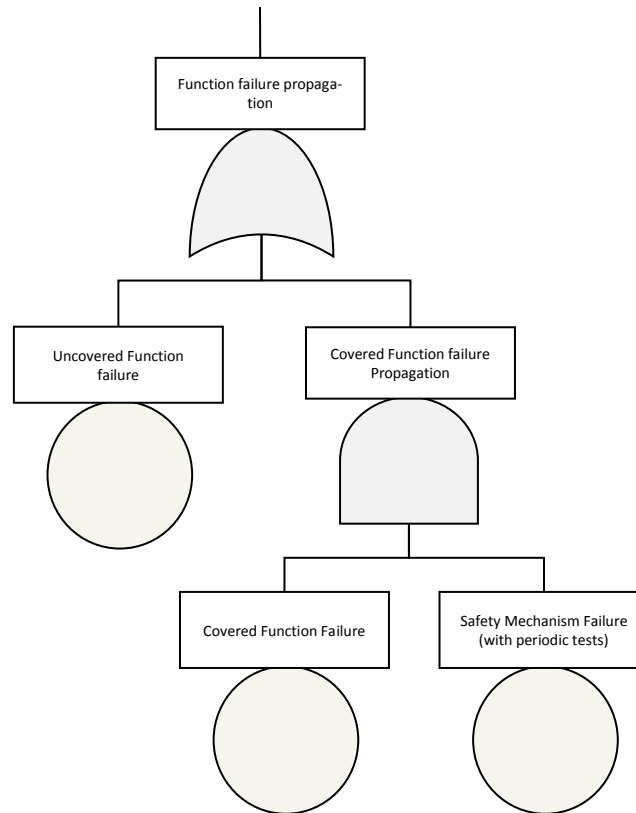 Function failure propaga-
tion
Uncovered Function
failure
Covered Function failure
Propagation
Covered Function Failure
Safety Mechanism Failure
(with periodic tests)